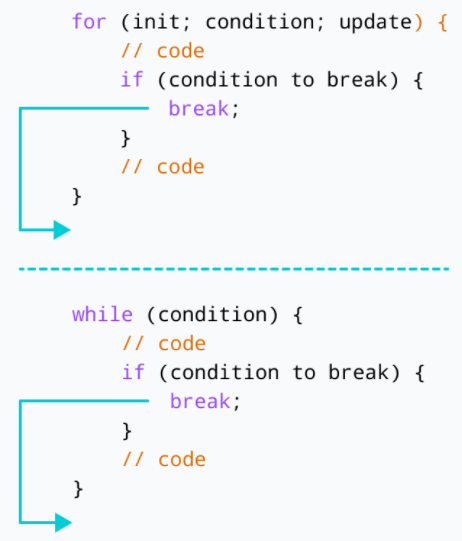 for (init; condition; update) {
// code
if (condition to break) {
break;
}
// code
}
while (condition) {
// code
if (condition to break) {
break;
}
// code
}